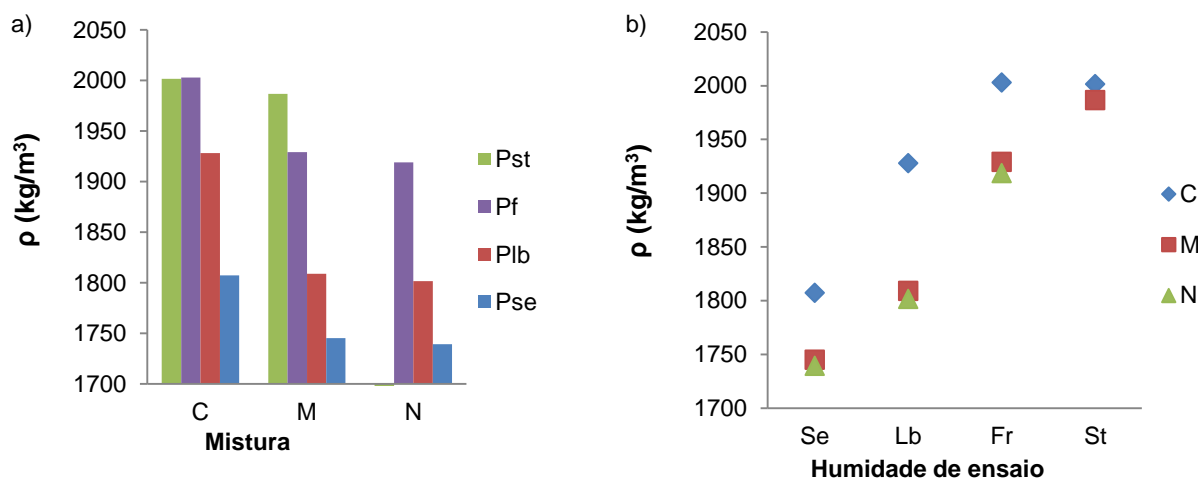 a)
ρ (kg/m³)
2050
2000
1950
1900
1850
1800
1750
1700
C M N
Mistura
Pst
Pf
Plb
Pse
b)
ρ (kg/m³)
2050
2000
1950
1900
1850
1800
1750
1700
Se Lb Fr St
Humidade de ensaio
C
M
N